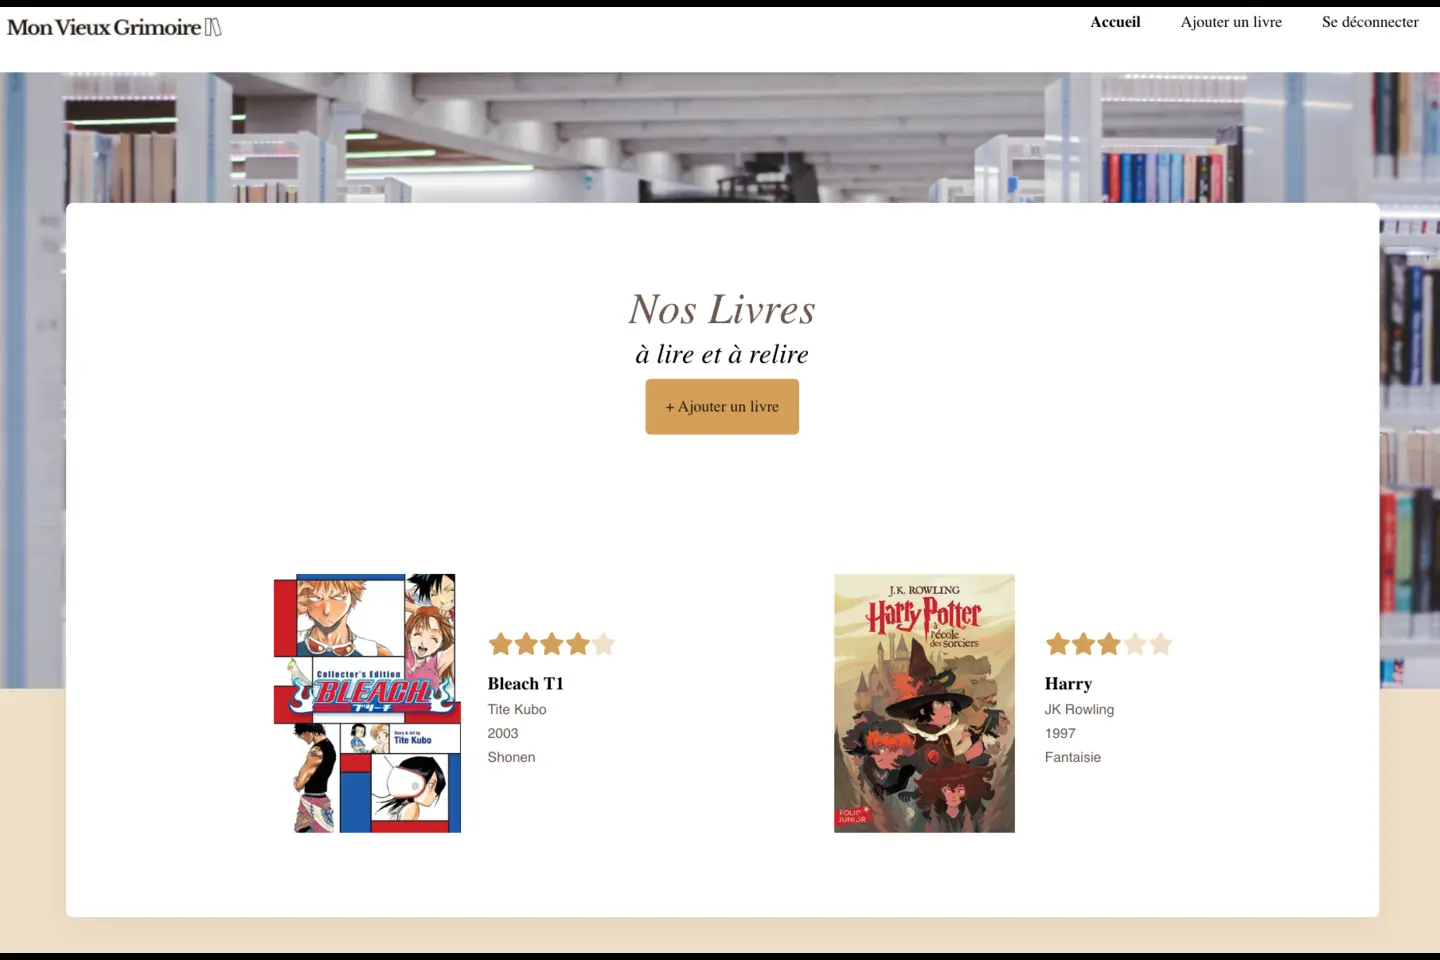 Mon Vieux Grimoire
Accueil
Ajouter un livre
Se déconnecter
Nos Livres
à lire et à relire
+ Ajouter un livre
Collector's Edition
BLEACH
ブリーチ
Story & Art by
Tite Kubo
Bleach T1
Tite Kubo
2003
Shonen
J.K. ROWLING
Harry Potter
à
l'école
des sorciers
FOLIO
JUNIOR
Harry
JK Rowling
1997
Fantaisie